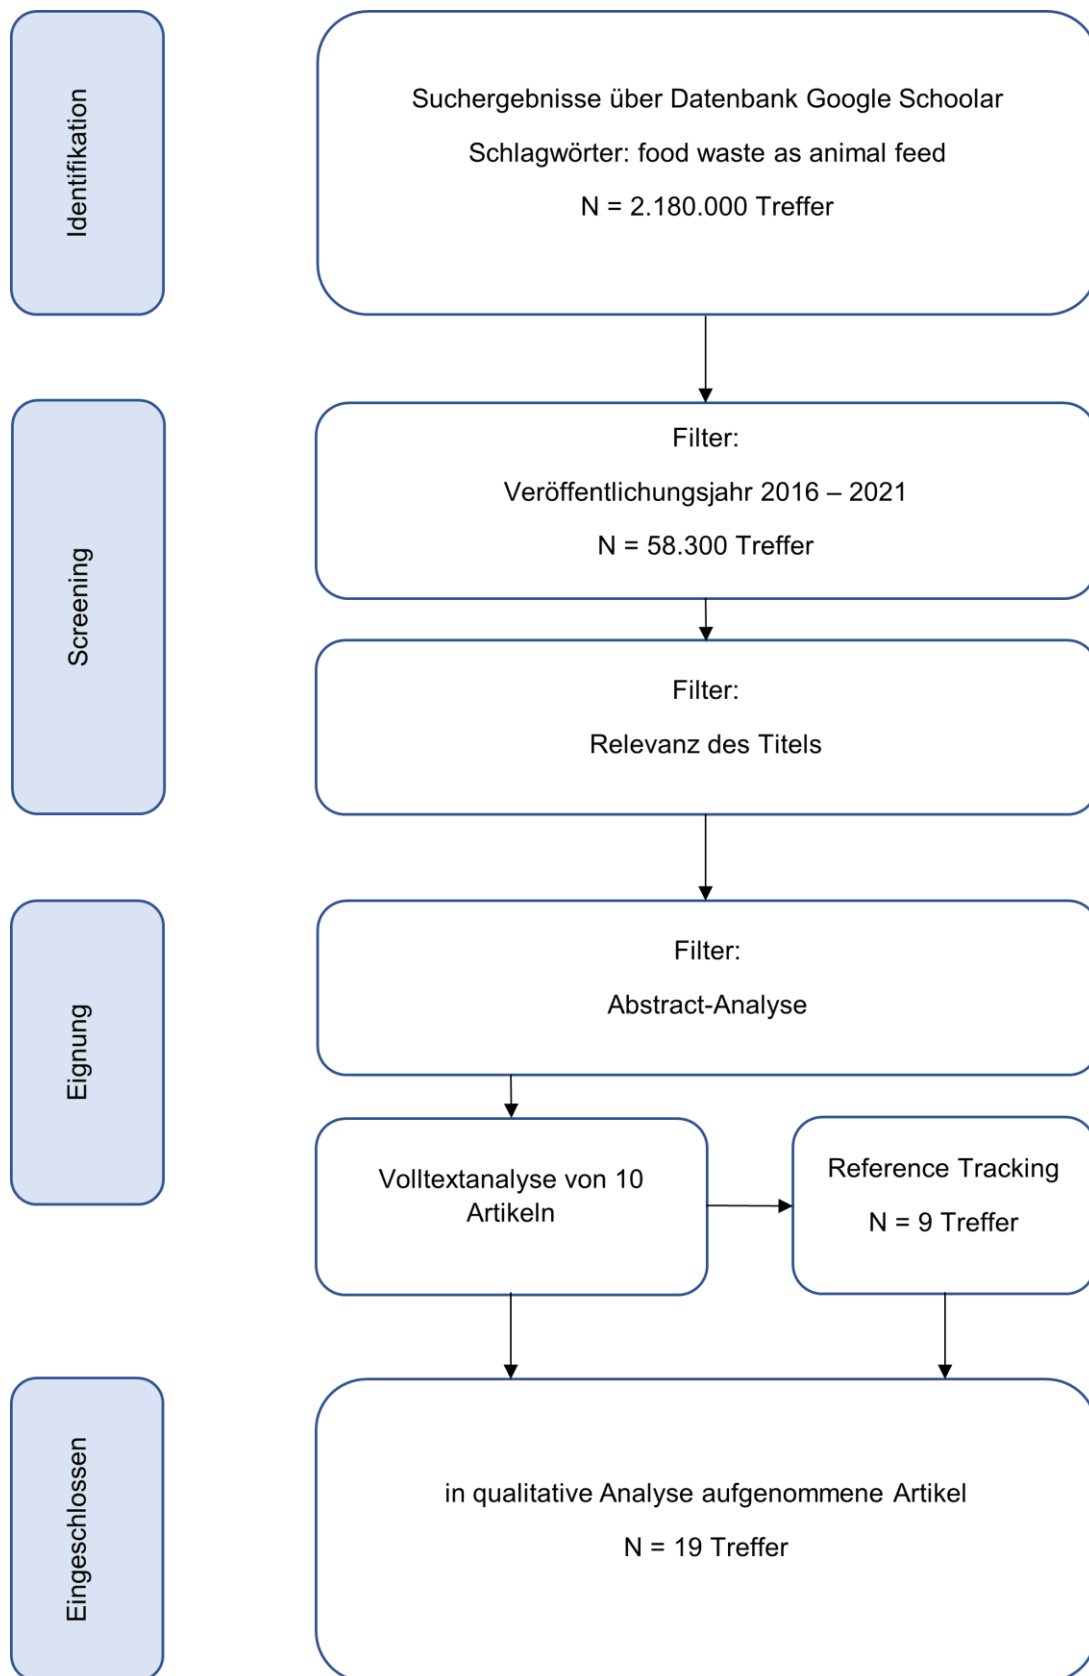 Identifikation
Suchergebnisse über Datenbank Google Schoolar
Schlagwörter: food waste as animal feed
N = 2.180.000 Treffer
Screening
Filter:
Veröffentlichungsjahr 2016 – 2021
N = 58.300 Treffer
Filter:
Relevanz des Titels
Eignung
Filter:
Abstract-Analyse
Volltextanalyse von 10
Artikeln
Reference Tracking
N = 9 Treffer
Eingeschlossen
in qualitative Analyse aufgenommene Artikel
N = 19 Treffer